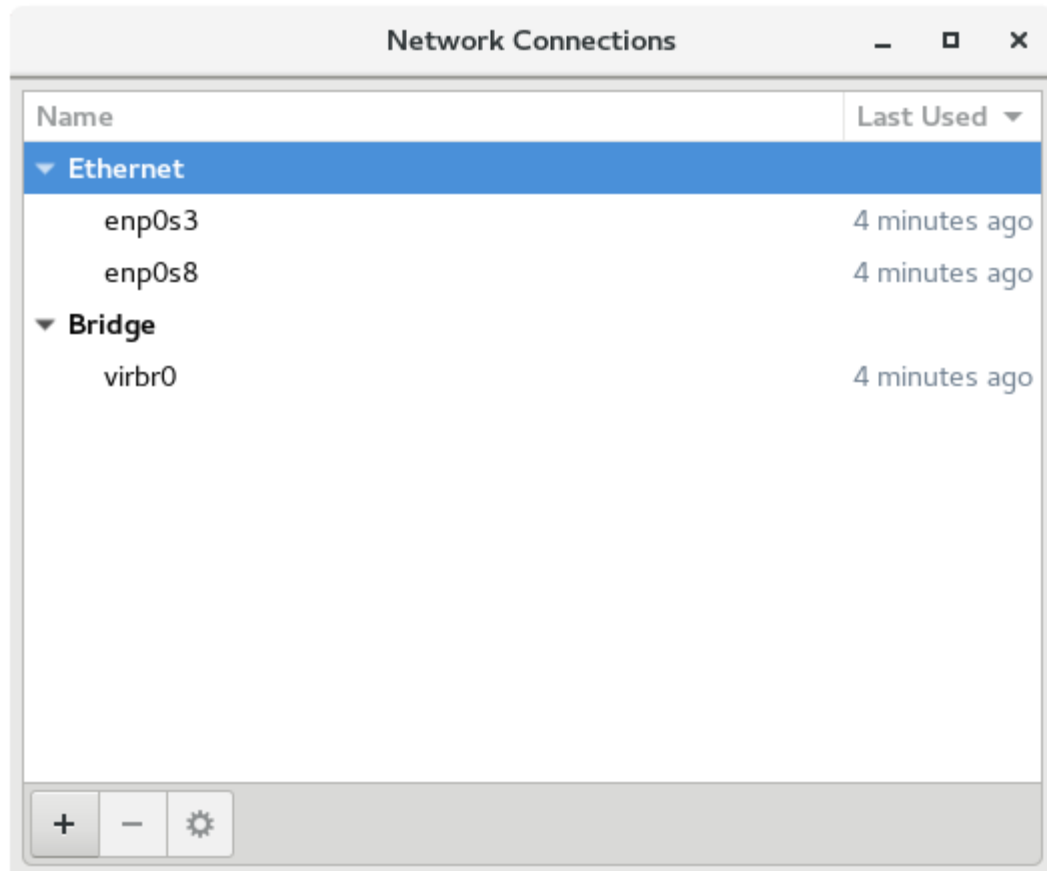 Network Connections
Name Last Used
Ethernet
enp0s3 4 minutes ago
enp0s8 4 minutes ago
Bridge
virbr0 4 minutes ago